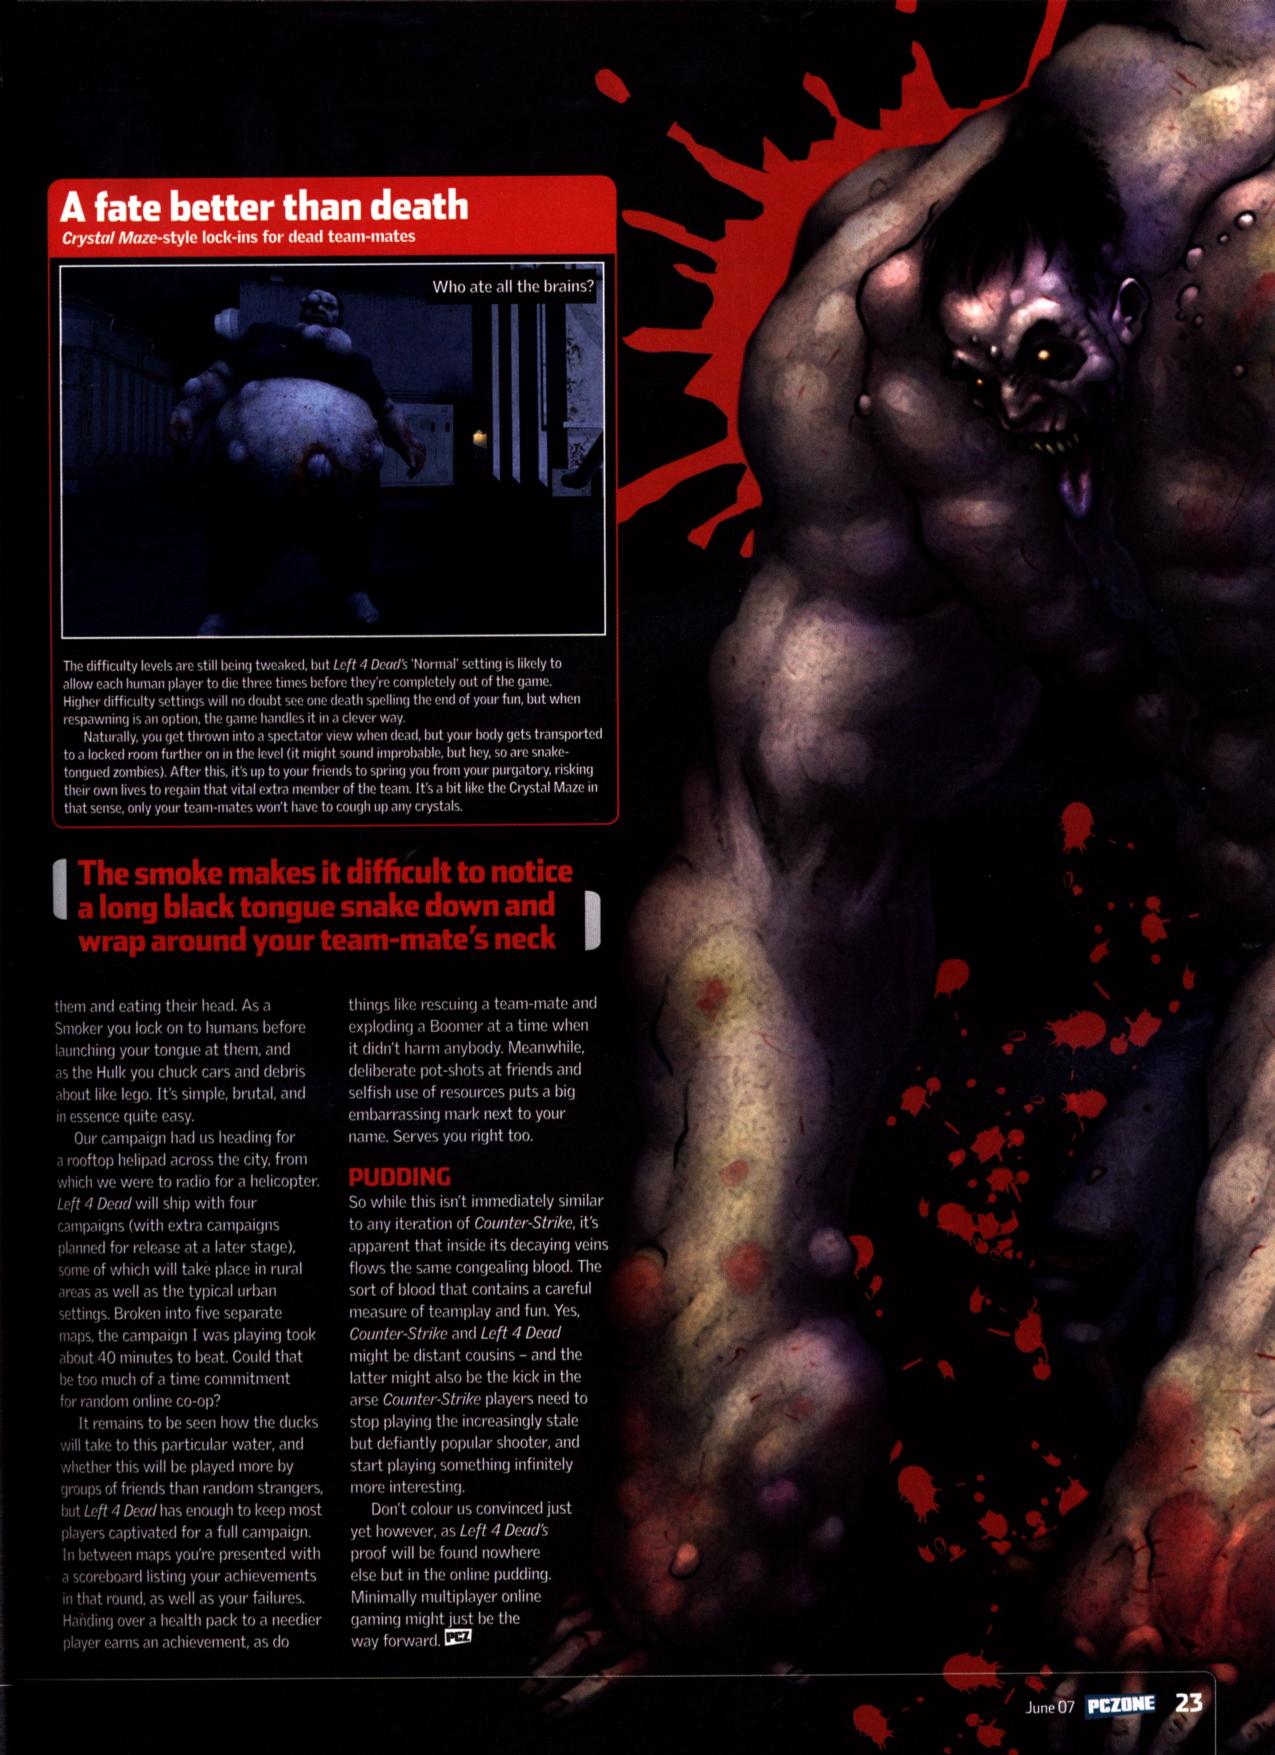 A fate better than death
Crystal Maze-style lock-ins for dead team-mates
Who ate all the brains?
The difficulty levels are still being tweaked, but Left 4 Dead's 'Normal' setting is likely to
allow each human player to die three times before they're completely out of the game.
Higher difficulty settings will no doubt see one death spelling the end of your fun, but when
respawning is an option, the game handles it in a clever way.
Naturally, you get thrown into a spectator view when dead, but your body gets transported
to a locked room further on in the level (it might sound improbable, but hey, so are snake-
tongued zombies). After this, it's up to your friends to spring you from your purgatory, risking
their own lives to regain that vital extra member of the team. It's a bit like the Crystal Maze in
that sense, only your team-mates won't have to cough up any crystals.
The smoke makes it difficult to notice
a long black tongue snake down and
wrap around your team-mate's neck
them and eating their head. As a
Smoker you lock on to humans before
launching your tongue at them, and
as the Hulk you chuck cars and debris
about like lego. It's simple, brutal, and
in essence quite easy.
Our campaign had us heading for
a rooftop helipad across the city, from
which we were to radio for a helicopter.
Left 4 Dead will ship with four
campaigns (with extra campaigns
planned for release at a later stage),
some of which will take place in rural
areas as well as the typical urban
settings. Broken into five separate
maps, the campaign I was playing took
about 40 minutes to beat. Could that
be too much of a time commitment
for random online co-op?
It remains to be seen how the ducks
will take to this particular water, and
whether this will be played more by
groups of friends than random strangers,
but Left 4 Dead has enough to keep most
players captivated for a full campaign.
In between maps you're presented with
a scoreboard listing your achievements
in that round, as well as your failures.
Handing over a health pack to a needier
player earns an achievement, as do
things like rescuing a team-mate and
exploding a Boomer at a time when
it didn't harm anybody. Meanwhile,
deliberate pot-shots at friends and
selfish use of resources puts a big
embarrassing mark next to your
name. Serves you right too.
PUDDING
So while this isn't immediately similar
to any iteration of Counter-Strike, it's
apparent that inside its decaying veins
flows the same congealing blood. The
sort of blood that contains a careful
measure of teamplay and fun. Yes,
Counter-Strike and Left 4 Dead
might be distant cousins – and the
latter might also be the kick in the
arse Counter-Strike players need to
stop playing the increasingly stale
but defiantly popular shooter, and
start playing something infinitely
more interesting.
Don't colour us convinced just
yet however, as Left 4 Dead's
proof will be found nowhere
else but in the online pudding.
Minimally multiplayer online
gaming might just be the
way forward. PCZ
June 07 PCZONE 23